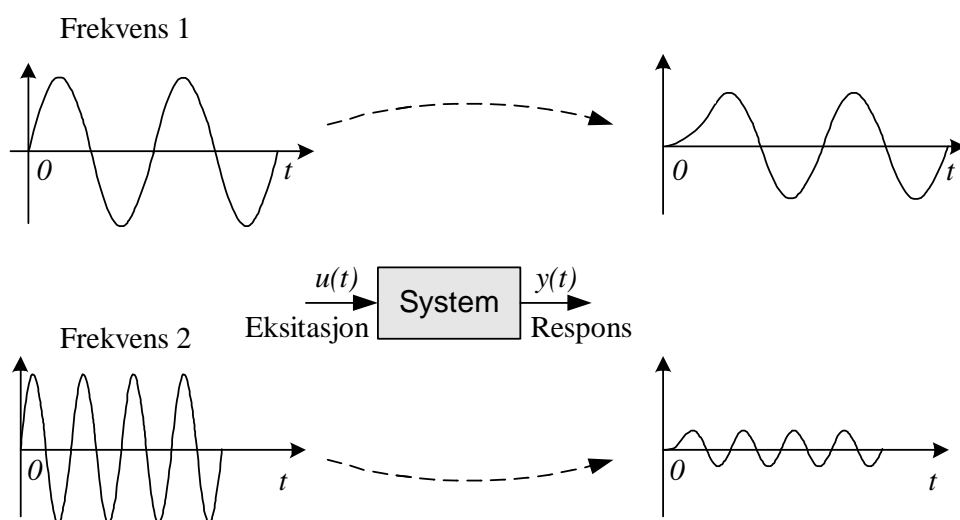 Frekvens 1
0 t
0 t
u(t) y(t)
System
Eksitasjon Respons
Frekvens 2
0 t
0 t